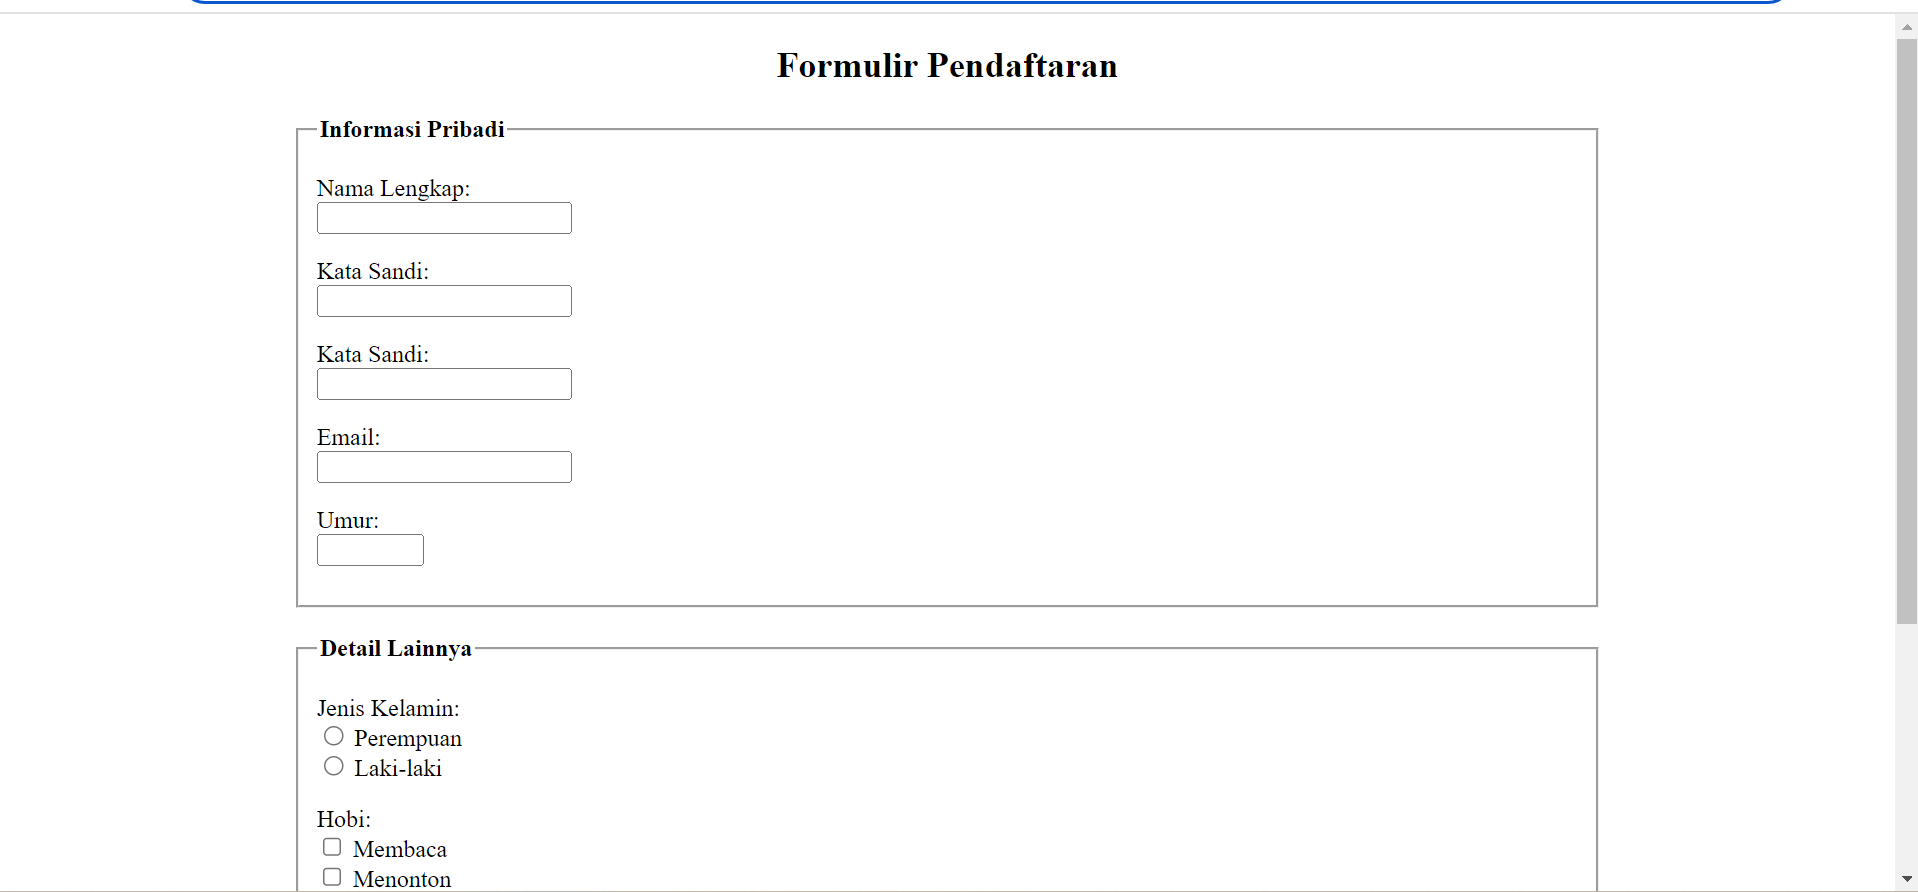 Formulir Pendaftaran
Informasi Pribadi
Nama Lengkap:
Kata Sandi:
Kata Sandi:
Email:
Umur:
Detail Lainnya
Jenis Kelamin:
Perempuan
Laki-laki
Hobi:
Membaca
Menonton